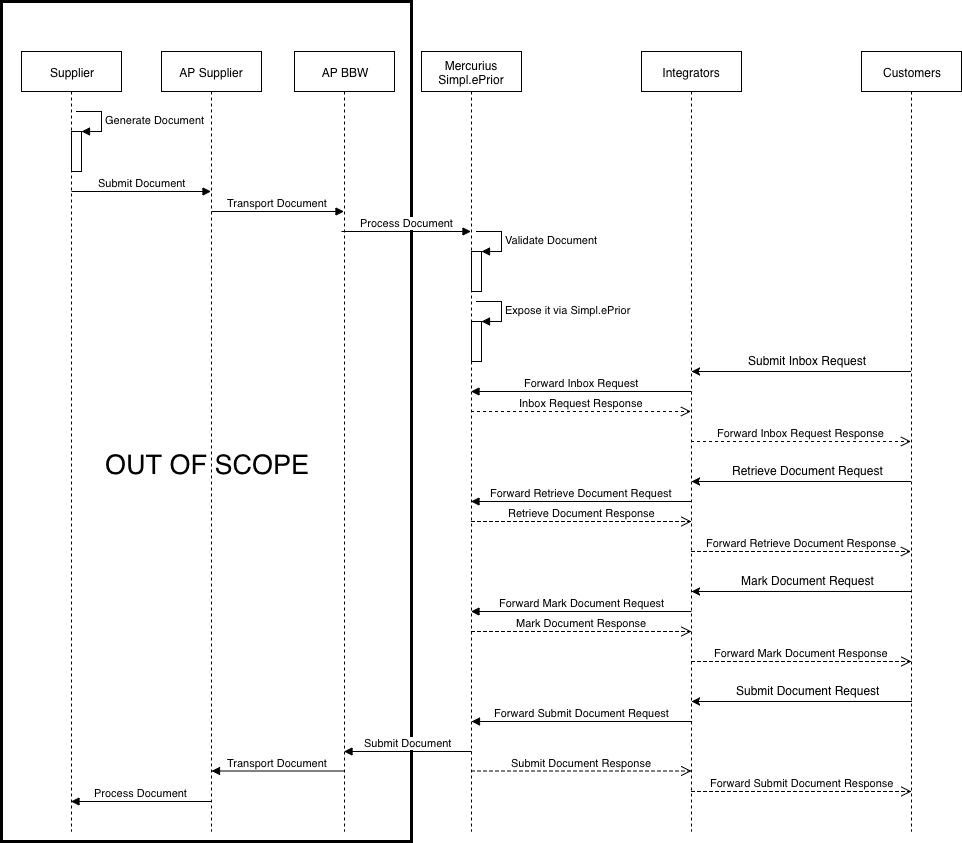 Supplier
AP Supplier
AP BBW
Mercurius
Simpl.ePrior
Integrators
Customers
Generate Document
Submit Document
Transport Document
Process Document
Validate Document
Expose it via Simpl.ePrior
Submit Inbox Request
Forward Inbox Request
Inbox Request Response
Forward Inbox Request Response
OUT OF SCOPE
Retrieve Document Request
Forward Retrieve Document Request
Retrieve Document Response
Forward Retrieve Document Response
Mark Document Request
Forward Mark Document Request
Mark Document Response
Forward Mark Document Response
Submit Document Request
Forward Submit Document Request
Submit Document
Transport Document
Submit Document Response
Forward Submit Document Response
Process Document